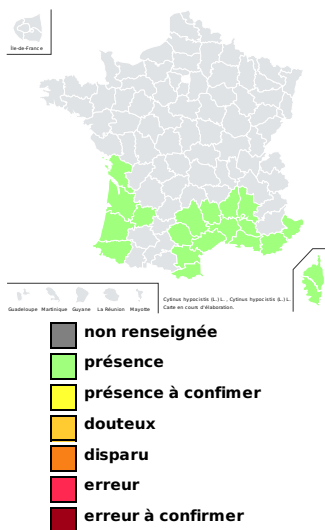 Île-de-France
Guadeloupe Martinique Guyane La Réunion Mayotte
Cytinus hypocistis (L.) L. , Cytinus hypocistis (L.) L.
Carte en cours d'élaboration.
non renseignée
présence
présence à confimer
douteux
disparu
erreur
erreur à confirmer